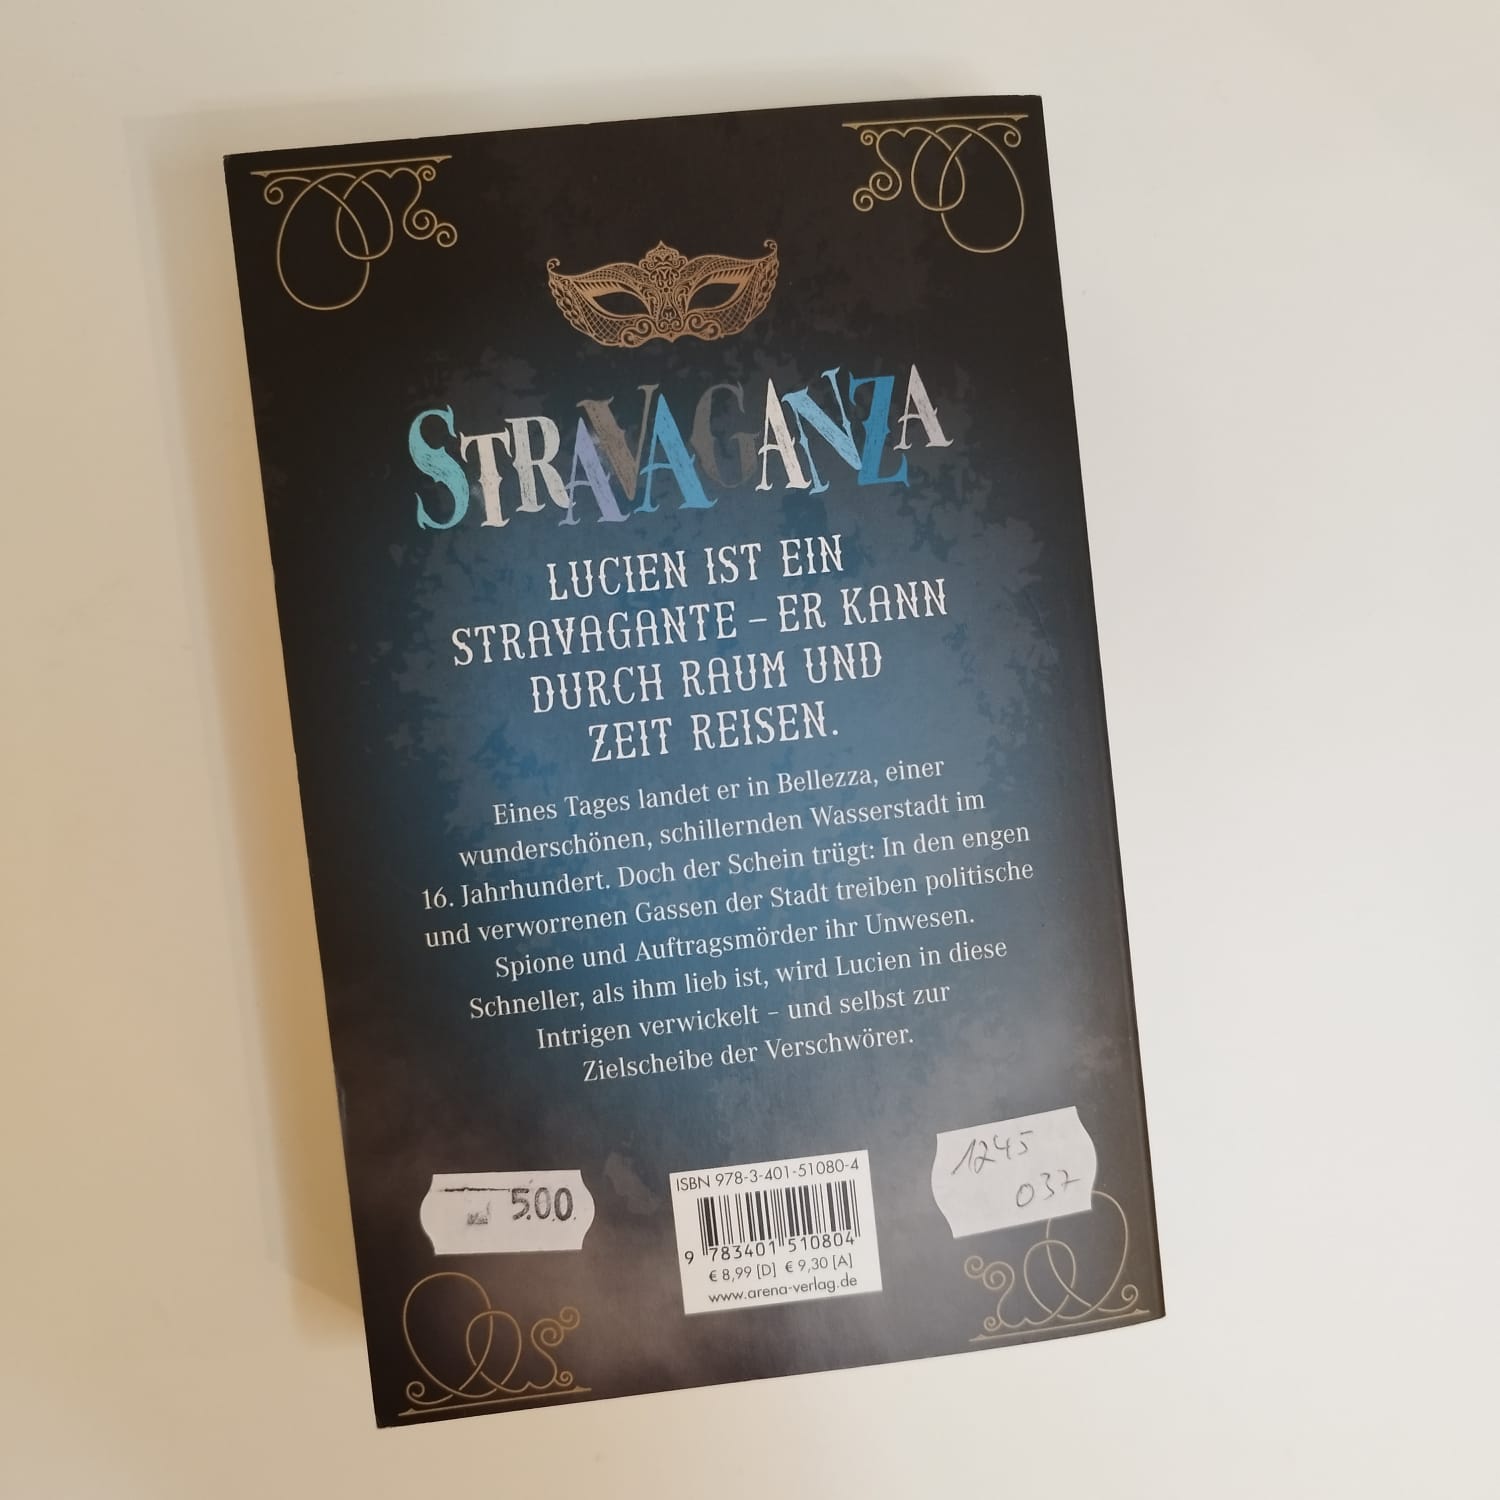 STRAVAGANZA
LUCIEN IST EIN
STRAVAGANTE – ER KANN
DURCH RAUM UND
ZEIT REISEN.
Eines Tages landet er in Bellezza, einer
wunderschönen, schillernden Wasserstadt im
16. Jahrhundert. Doch der Schein trügt: In den engen
und verworrenen Gassen der Stadt treiben politische
Spione und Auftragsmörder ihr Unwesen.
Schneller, als ihm lieb ist, wird Lucien in diese
Intrigen verwickelt – und selbst zur
Zielscheibe der Verschwörer.
5.00.
ISBN 978-3-401-51080-4
9 783401 510804
€ 8,99 [D] € 9,30 [A]
www.arena-verlag.de
1245
037